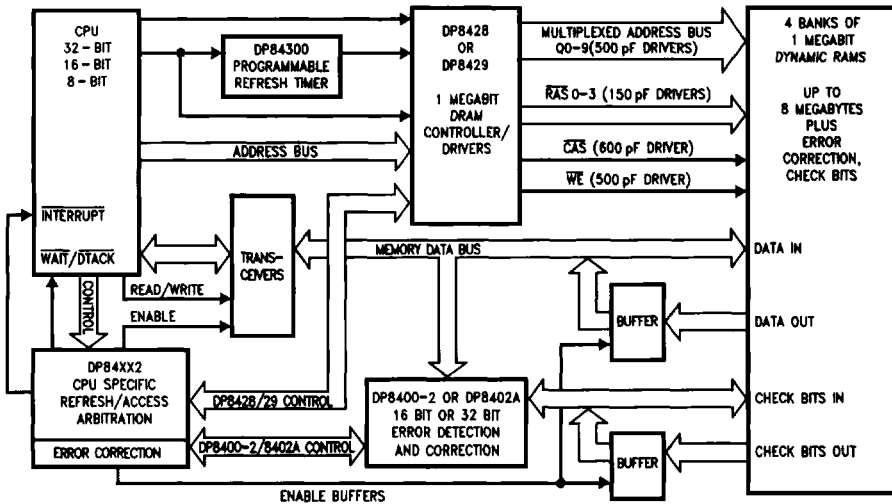 CPU
32-BIT
16-BIT
8-BIT
INTERRUPT
WAIT/DTACK
DP84300
PROGRAMMABLE
REFRESH TIMER
ADDRESS BUS
DP8428
OR
DP8429
1 MEGABIT
DRAM
CONTROLLER/
DRIVERS
MULTIPLEXED ADDRESS BUS
Q0-9(500 pF DRIVERS)
RAS 0-3 (150 pF DRIVERS)
CAS (600 pF DRIVER)
WE (500 pF DRIVER)
4 BANKS OF
1 MEGABIT
DYNAMIC RAMS
UP TO
8 MEGABYTES
PLUS
ERROR
CORRECTION,
CHECK BITS
DATA IN
DATA OUT
CHECK BITS IN
CHECK BITS OUT
TRANS-
CEIVERS
MEMORY DATA BUS
CONTROL
READ/WRITE
ENABLE
BUFFER
DP84XX2
CPU SPECIFIC
REFRESH/ACCESS
ARBITRATION
ERROR CORRECTION
DP8428/29 CONTROL
DP8400-2/8402A CONTROL
DP8400-2 OR DP8402A
16 BIT OR 32 BIT
ERROR DETECTION
AND CORRECTION
BUFFER
ENABLE BUFFERS